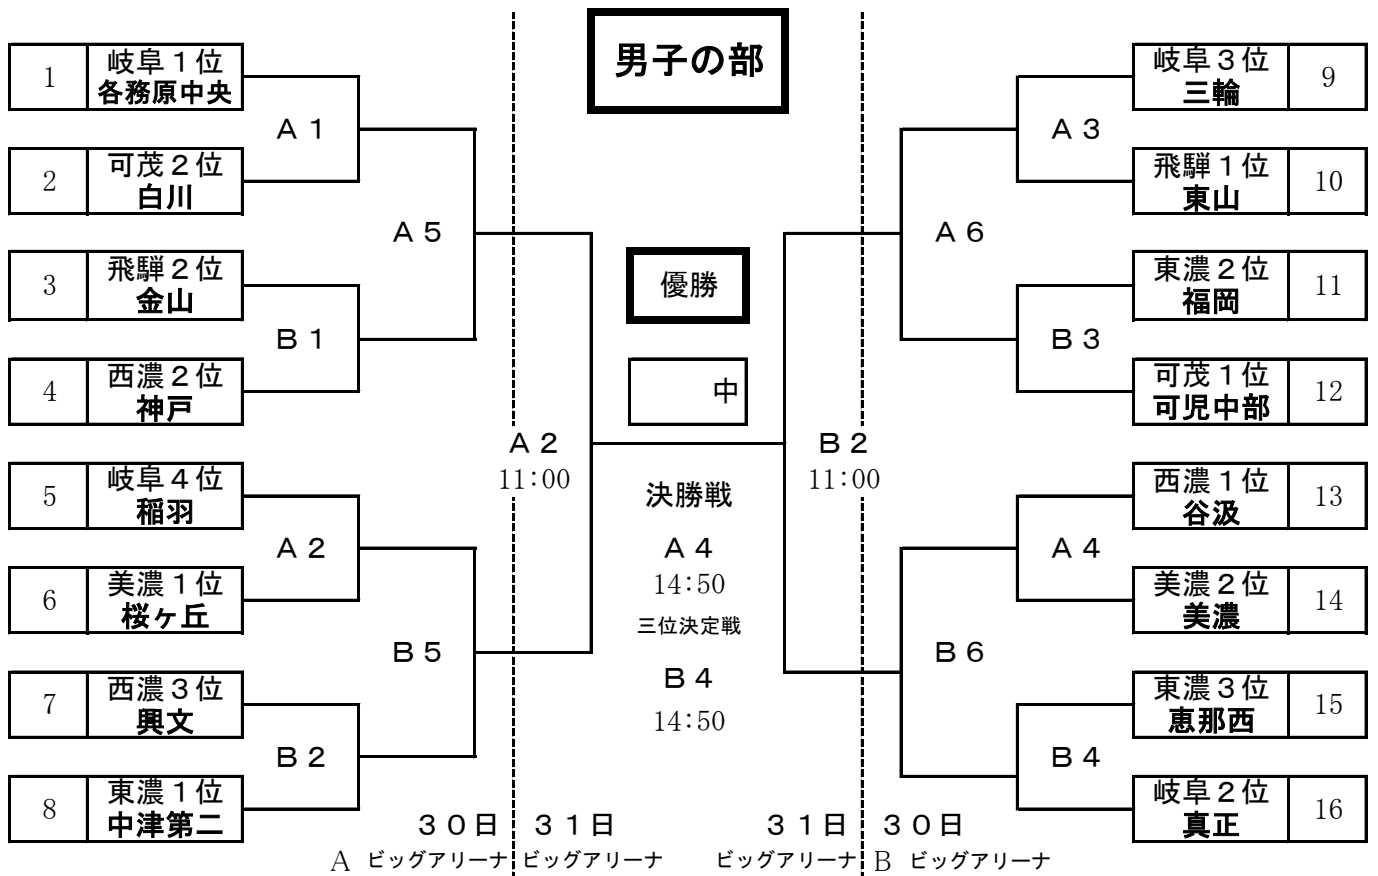 男子の部
1
岐阜１位
各務原中央
2
可茂２位
白川
3
飛騨２位
金山
4
西濃２位
神戸
5
岐阜４位
稲羽
6
美濃１位
桜ヶ丘
7
西濃３位
興文
8
東濃１位
中津第二
Ａ１
Ｂ１
Ａ２
Ｂ２
Ａ５
Ｂ５
Ａ２
11:00
優勝
中
決勝戦
Ａ４
14:50
三位決定戦
Ｂ４
14:50
Ｂ２
11:00
Ａ６
Ｂ６
Ａ３
Ｂ３
Ａ４
Ｂ４
岐阜３位
三輪
9
飛騨１位
東山
10
東濃２位
福岡
11
可茂１位
可児中部
12
西濃１位
谷汲
13
美濃２位
美濃
14
東濃３位
恵那西
15
岐阜２位
真正
16
３０日 ３１日 ３１日 ３０日
A ビッグアリーナ ビッグアリーナ ビッグアリーナ B ビッグアリーナ